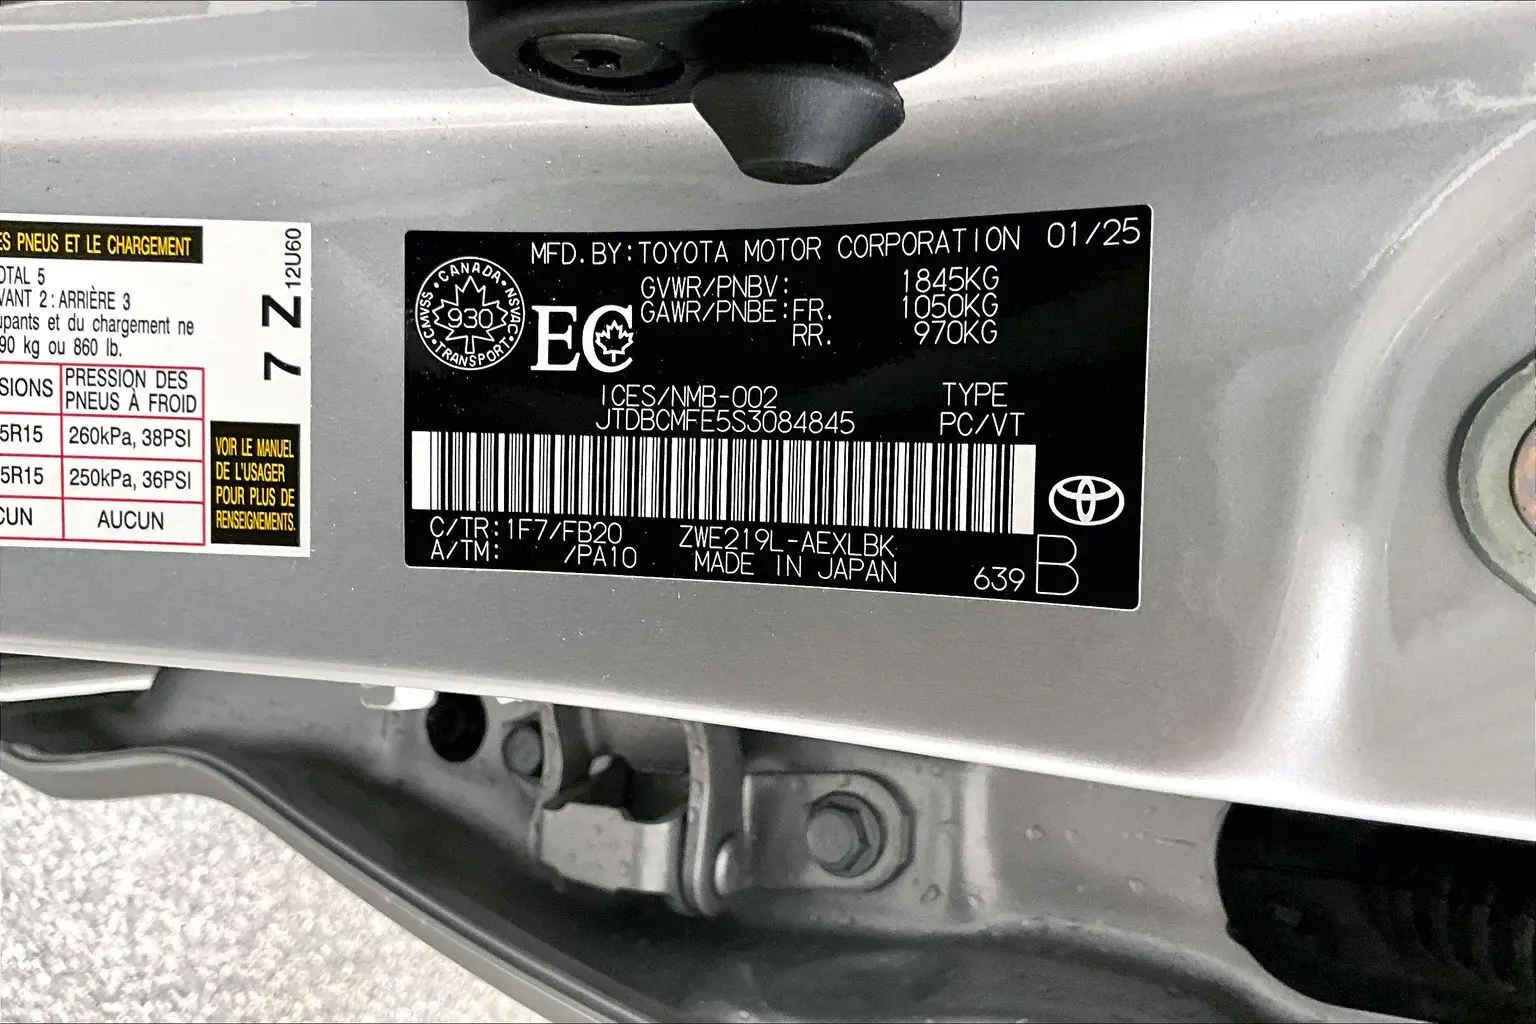 ES PNEUS ET LE CHARGEMENT
OTAL 5
VANT 2 : ARRIÈRE 3
upants et du chargement ne
90 kg ou 860 lb.
SIONS
PRESSION DES
PNEUS À FROID
5R15
260kPa, 38PSI
5R15
250kPa, 36PSI
CUN
AUCUN
7 Z
12U60
VOIR LE MANUEL
DE L'USAGER
POUR PLUS DE
RENSEIGNEMENTS.
MFD. BY: TOYOTA MOTOR CORPORATION 01/25
GVWR/PNBV: 1845KG
GAWR/PNBE: FR. 1050KG
RR. 970KG
CANADA
CMVSS 930 NSVAC
TRANSPORT
EC
ICES/NMB-002
TYPE
JTDBCMFE5S3084845
PC/VT
C/TR: 1F7/FB20 ZWE219L-AEXLBK
A/TM: /PA10 MADE IN JAPAN
639 B